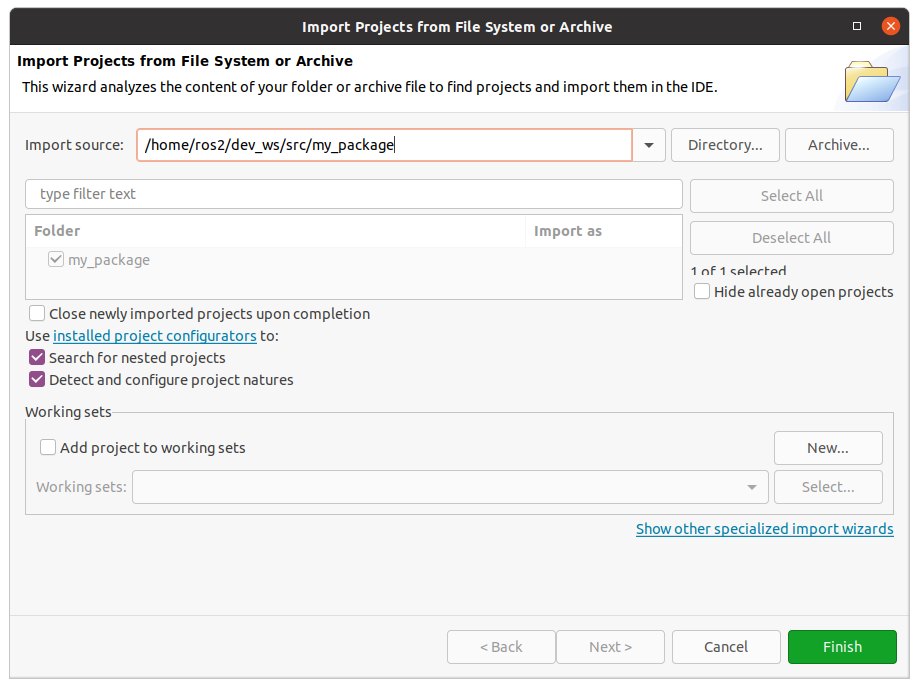 Import Projects from File System or Archive
Import Projects from File System or Archive
This wizard analyzes the content of your folder or archive file to find projects and import them in the IDE.
Import source: /home/ros2/dev_ws/src/my_package Directory... Archive...
type filter text Select All
Folder Import as
Deselect All
my_package
1 of 1 selected
Hide already open projects
Close newly imported projects upon completion
Use installed project configurators to:
Search for nested projects
Detect and configure project natures
Working sets
Add project to working sets New...
Working sets: Select...
Show other specialized import wizards
< Back Next > Cancel Finish